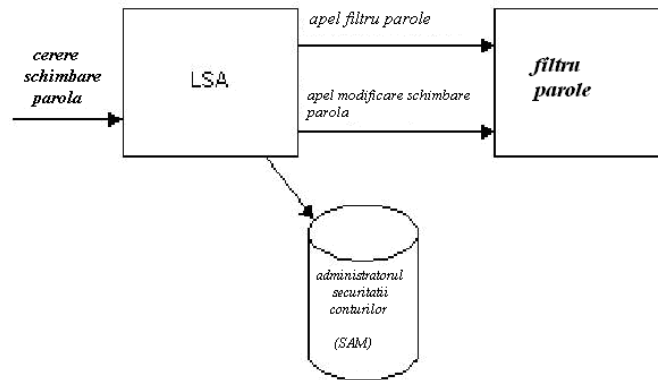 apel filtru parole
cerere
schimbare
parola
LSA
filtru
parole
apel modificare schimbare
parola
administratorul
securitatii
conturilor
(SAM)